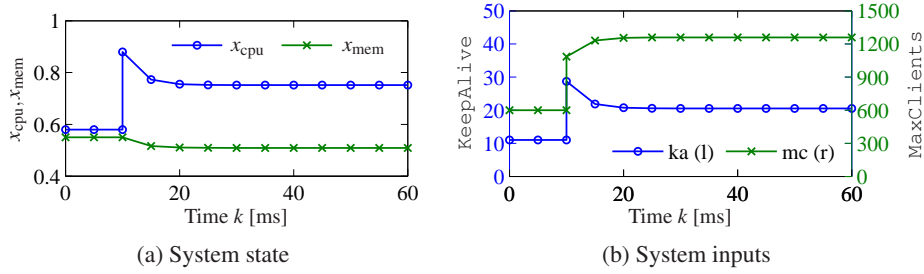 1
0.8
0.6
0.4
x_cpu, x_mem
x_cpu
x_mem
0 20 40 60
Time k [ms]
(a) System state
50
40
30
20
10
0
KeepAlive
ka (l)
mc (r)
1500
1200
900
600
300
0
MaxClients
0 20 40 60
Time k [ms]
(b) System inputs